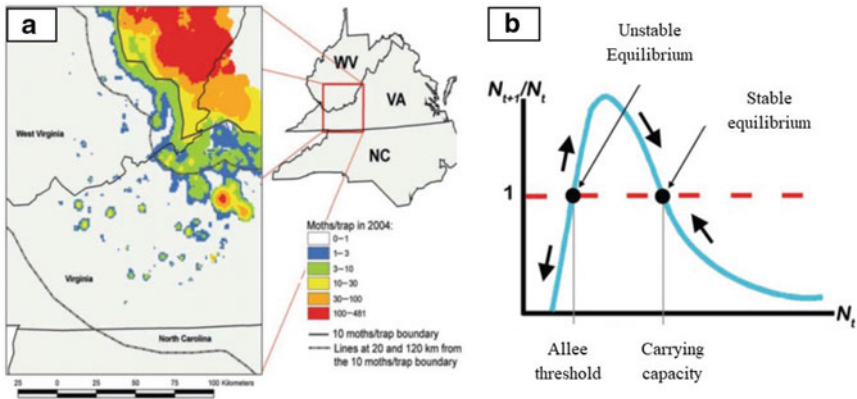 a
WV
VA
NC
West Virginia
Virginia
North Carolina
Moths/trap in 2004:
0–1
1–3
3–10
10–30
30–100
100–481
10 moths/trap boundary
Lines at 20 and 120 km from
the 10 moths/trap boundary
25 0 25 50 75 100 Kilometers
b
Unstable
Equilibrium
Stable
equilibrium
Nt+1/Nt
1
Nt
Allee
threshold
Carrying
capacity